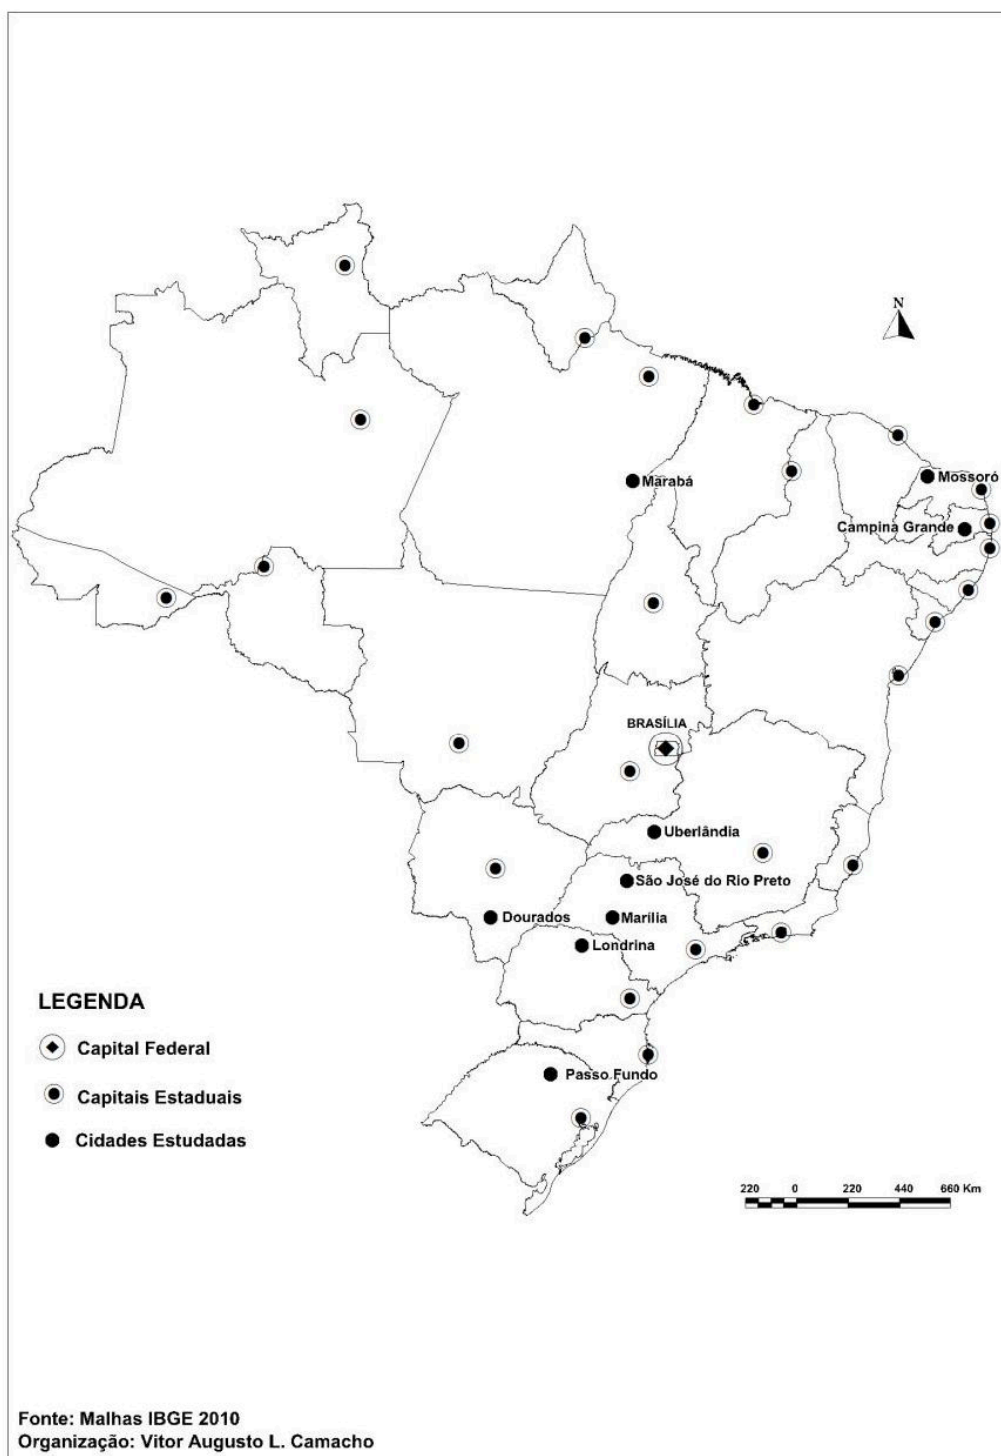 N
Marabá
Mossoró
Campina Grande
BRASÍLIA
Uberlândia
São José do Rio Preto
Dourados
Marília
Londrina
LEGENDA
Capital Federal
Passo Fundo
Capitais Estaduais
Cidades Estudadas
220 0 220 440 660 Km
Fonte: Malhas IBGE 2010
Organização: Vitor Augusto L. Camacho